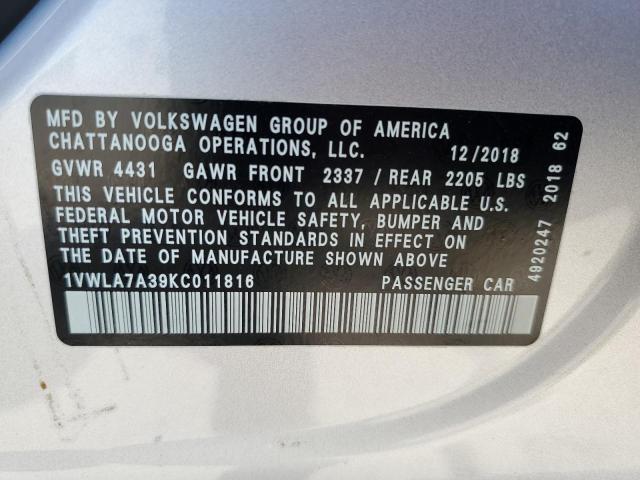 MFD BY VOLKSWAGEN GROUP OF AMERICA
CHATTANOOGA OPERATIONS, LLC. 12/2018
GVWR 4431 GAWR FRONT 2337 / REAR 2205 LBS
THIS VEHICLE CONFORMS TO ALL APPLICABLE U.S.
FEDERAL MOTOR VEHICLE SAFETY, BUMPER AND
THEFT PREVENTION STANDARDS IN EFFECT ON
THE DATE OF MANUFACTURE SHOWN ABOVE
1VWLA7A39KC011816 PASSENGER CAR
4920247 2018 62